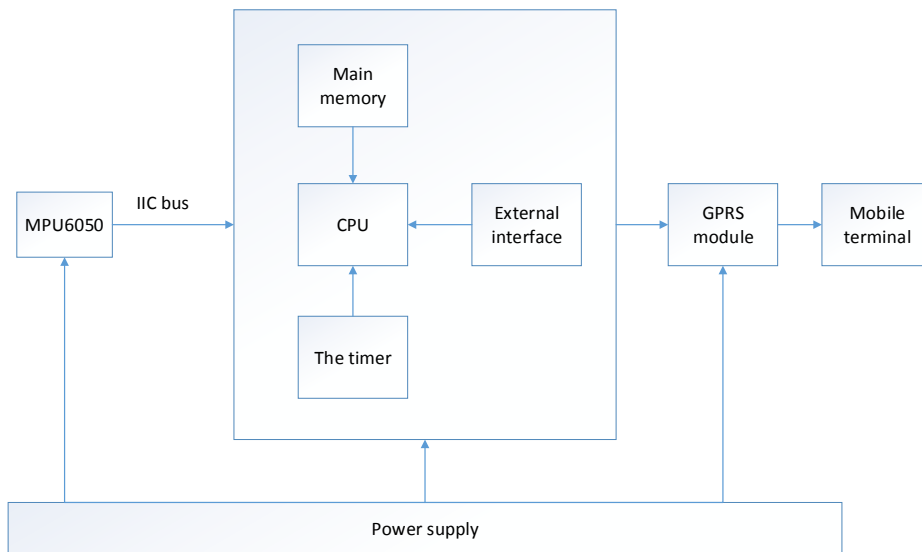 Main
memory
IIC bus
MPU6050
CPU
External
interface
GPRS
module
Mobile
terminal
The timer
Power supply